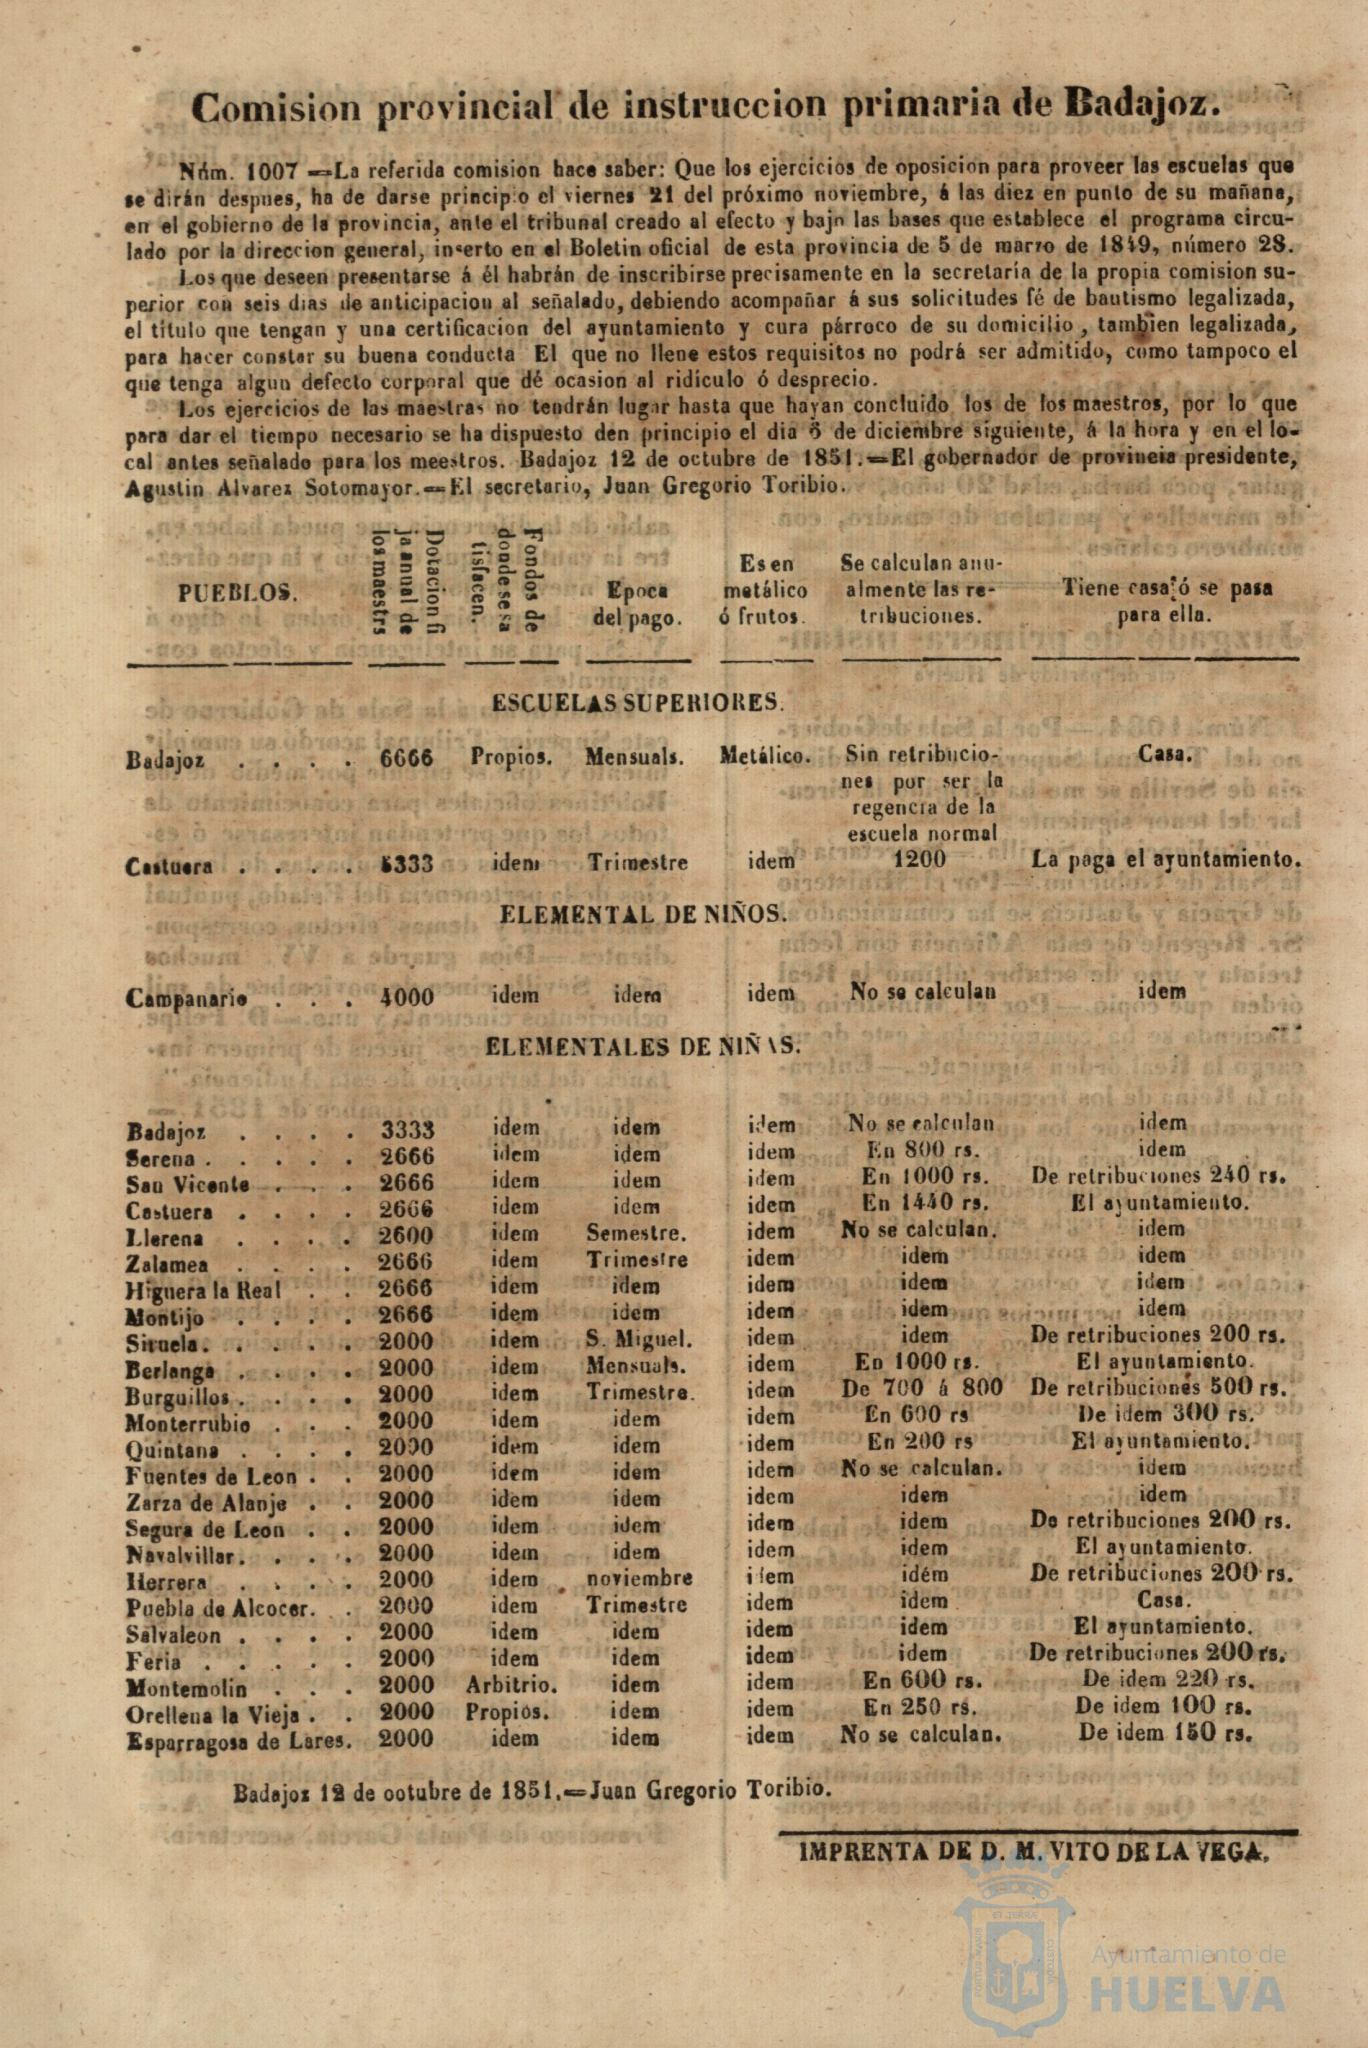 Comision provincial de instruccion primaria de Badajoz.
Núm. 1007 =La referida comision hace saber: Que los ejercicios de oposicion para proveer las escuelas que
se dirán despues, ha de darse principio el viernes 21 del próximo noviembre, á las diez en punto de su mañana,
en el gobierno de la provincia, ante el tribunal creado al efecto y bajo las bases que establece el programa circu-
lado por la direccion general, inserto en el Boletin oficial de esta provincia de 5 de marzo de 1849, número 28.
Los que deseen presentarse á él habrán de inscribirse precisamente en la secretaría de la propia comision su-
perior con seis dias de anticipacion al señalado, debiendo acompañar á sus solicitudes fé de bautismo legalizada,
el título que tengan y una certificacion del ayuntamiento y cura párroco de su domicilio, tambien legalizada,
para hacer constar su buena conducta El que no llene estos requisitos no podrá ser admitido, como tampoco el
que tenga algun defecto corporal que dé ocasion al ridículo ó desprecio.
Los ejercicios de las maestras no tendrán lugar hasta que hayan concluido los de los maestros, por lo que
para dar el tiempo necesario se ha dispuesto den principio el dia de diciembre siguiente, á la hora y en el lo-
cal antes señalado para los meestros. Badajoz 12 de octubre de 1851.=El gobernador de provincia presidente,
Agustin Alvarez Sotomayor.=El secretario, Juan Gregorio Toribio.
PUEBLOS. Dotacion fi ja anual de los maestrs Fondos de donde se sa tisfacen. Epoca del pago. Es en metálico ó frutos. Se calculan anu- almente las re- tribuciones. Tiene casa ó se pasa para ella.
ESCUELAS SUPERIORES.
Badajoz . . . . 6666 Propios. Mensuals. Metálico. Sin retribucio- Casa.
nes por ser la
regencia de la
escuela normal
Castuera . . . . 5333 idem Trimestre idem 1200 La paga el ayuntamiento.
ELEMENTAL DE NIÑOS.
Campanario . . . 4000 idem idem idem No se calculan idem
ELEMENTALES DE NIÑAS.
Badajoz . . . . 3333 idem idem idem No se calculan idem
Serena . . . . . 2666 idem idem idem En 800 rs. idem
San Vicente . . . 2666 idem idem idem En 1000 rs. De retribuciones 240 rs.
Castuera . . . . 2666 idem idem idem En 1440 rs. El ayuntamiento.
Llerena . . . . 2600 idem Semestre. idem No se calculan. idem
Zalamea . . . . 2666 idem Trimestre idem idem idem
Higuera la Real . . 2666 idem idem idem idem idem
Montijo . . . . 2666 idem idem idem idem idem
Siruela. . . . . 2000 idem S. Miguel. idem idem De retribuciones 200 rs.
Berlanga . . . . 2000 idem Mensuals. idem En 1000 rs. El ayuntamiento.
Burguillos . . . . 2000 idem Trimestre. idem De 700 á 800 De retribuciones 500 rs.
Monterrubio . . . 2000 idem idem idem En 600 rs De idem 300 rs.
Quintana . . . . 2000 idem idem idem En 200 rs El ayuntamiento.
Fuentes de Leon . . 2000 idem idem idem No se calculan. idem
Zarza de Alanje . . 2000 idem idem idem idem idem
Segura de Leon . . 2000 idem idem idem idem De retribuciones 200 rs.
Navalvillar. . . . 2000 idem idem idem idem El ayuntamiento.
Herrera . . . . 2000 idem noviembre idem idém De retribuciones 200 rs.
Puebla de Alcocer. . 2000 idem Trimestre idem idem Casa.
Salvaleon . . . . 2000 idem idem idem idem El ayuntamiento.
Feria . . . . . 2000 idem idem idem idem De retribuciones 200 rs.
Montemolin . . . 2000 Arbitrio. idem idem En 600 rs. De idem 220 rs.
Orellena la Vieja . . 2000 Propios. idem idem En 250 rs. De idem 100 rs.
Esparragosa de Lares. 2000 idem idem idem No se calculan. De idem 150 rs.
Badajoz 12 de ootubre de 1851.=Juan Gregorio Toribio.
IMPRENTA DE D. M. VITO DE LA VEGA.
Ayuntamiento de
HUELVA